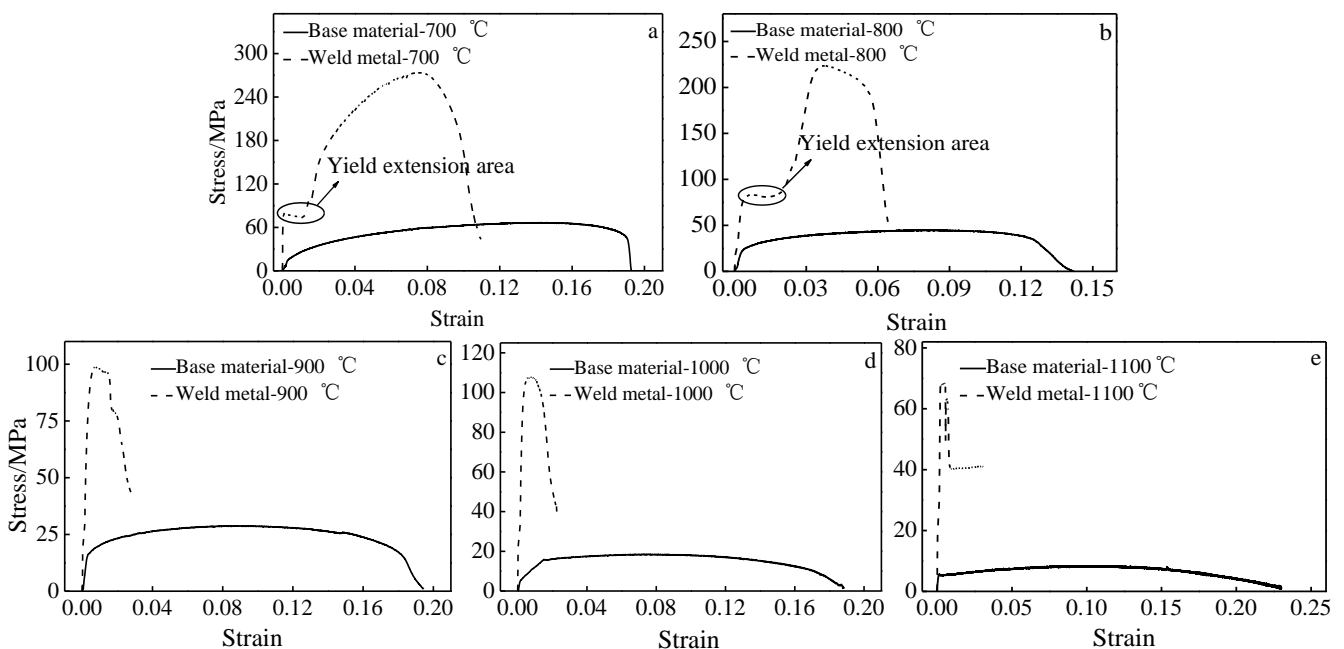 Base material-700 ℃
Weld metal-700 ℃
a
Yield extension area
Stress/MPa
360
300
240
180
120
60
0
0.00 0.04 0.08 0.12 0.16 0.20
Strain
Base material-800 ℃
Weld metal-800 ℃
b
Yield extension area
250
200
150
100
50
0
0.00 0.03 0.06 0.09 0.12 0.15
Strain
Base material-900 ℃
Weld metal-900 ℃
c
Stress/MPa
100
75
50
25
0
0.00 0.04 0.08 0.12 0.16 0.20
Strain
Base material-1000 ℃
Weld metal-1000 ℃
d
120
100
80
60
40
20
0
0.00 0.04 0.08 0.12 0.16 0.20
Strain
Base material-1100 ℃
Weld metal-1100 ℃
e
80
60
40
20
0
0.00 0.05 0.10 0.15 0.20 0.25
Strain